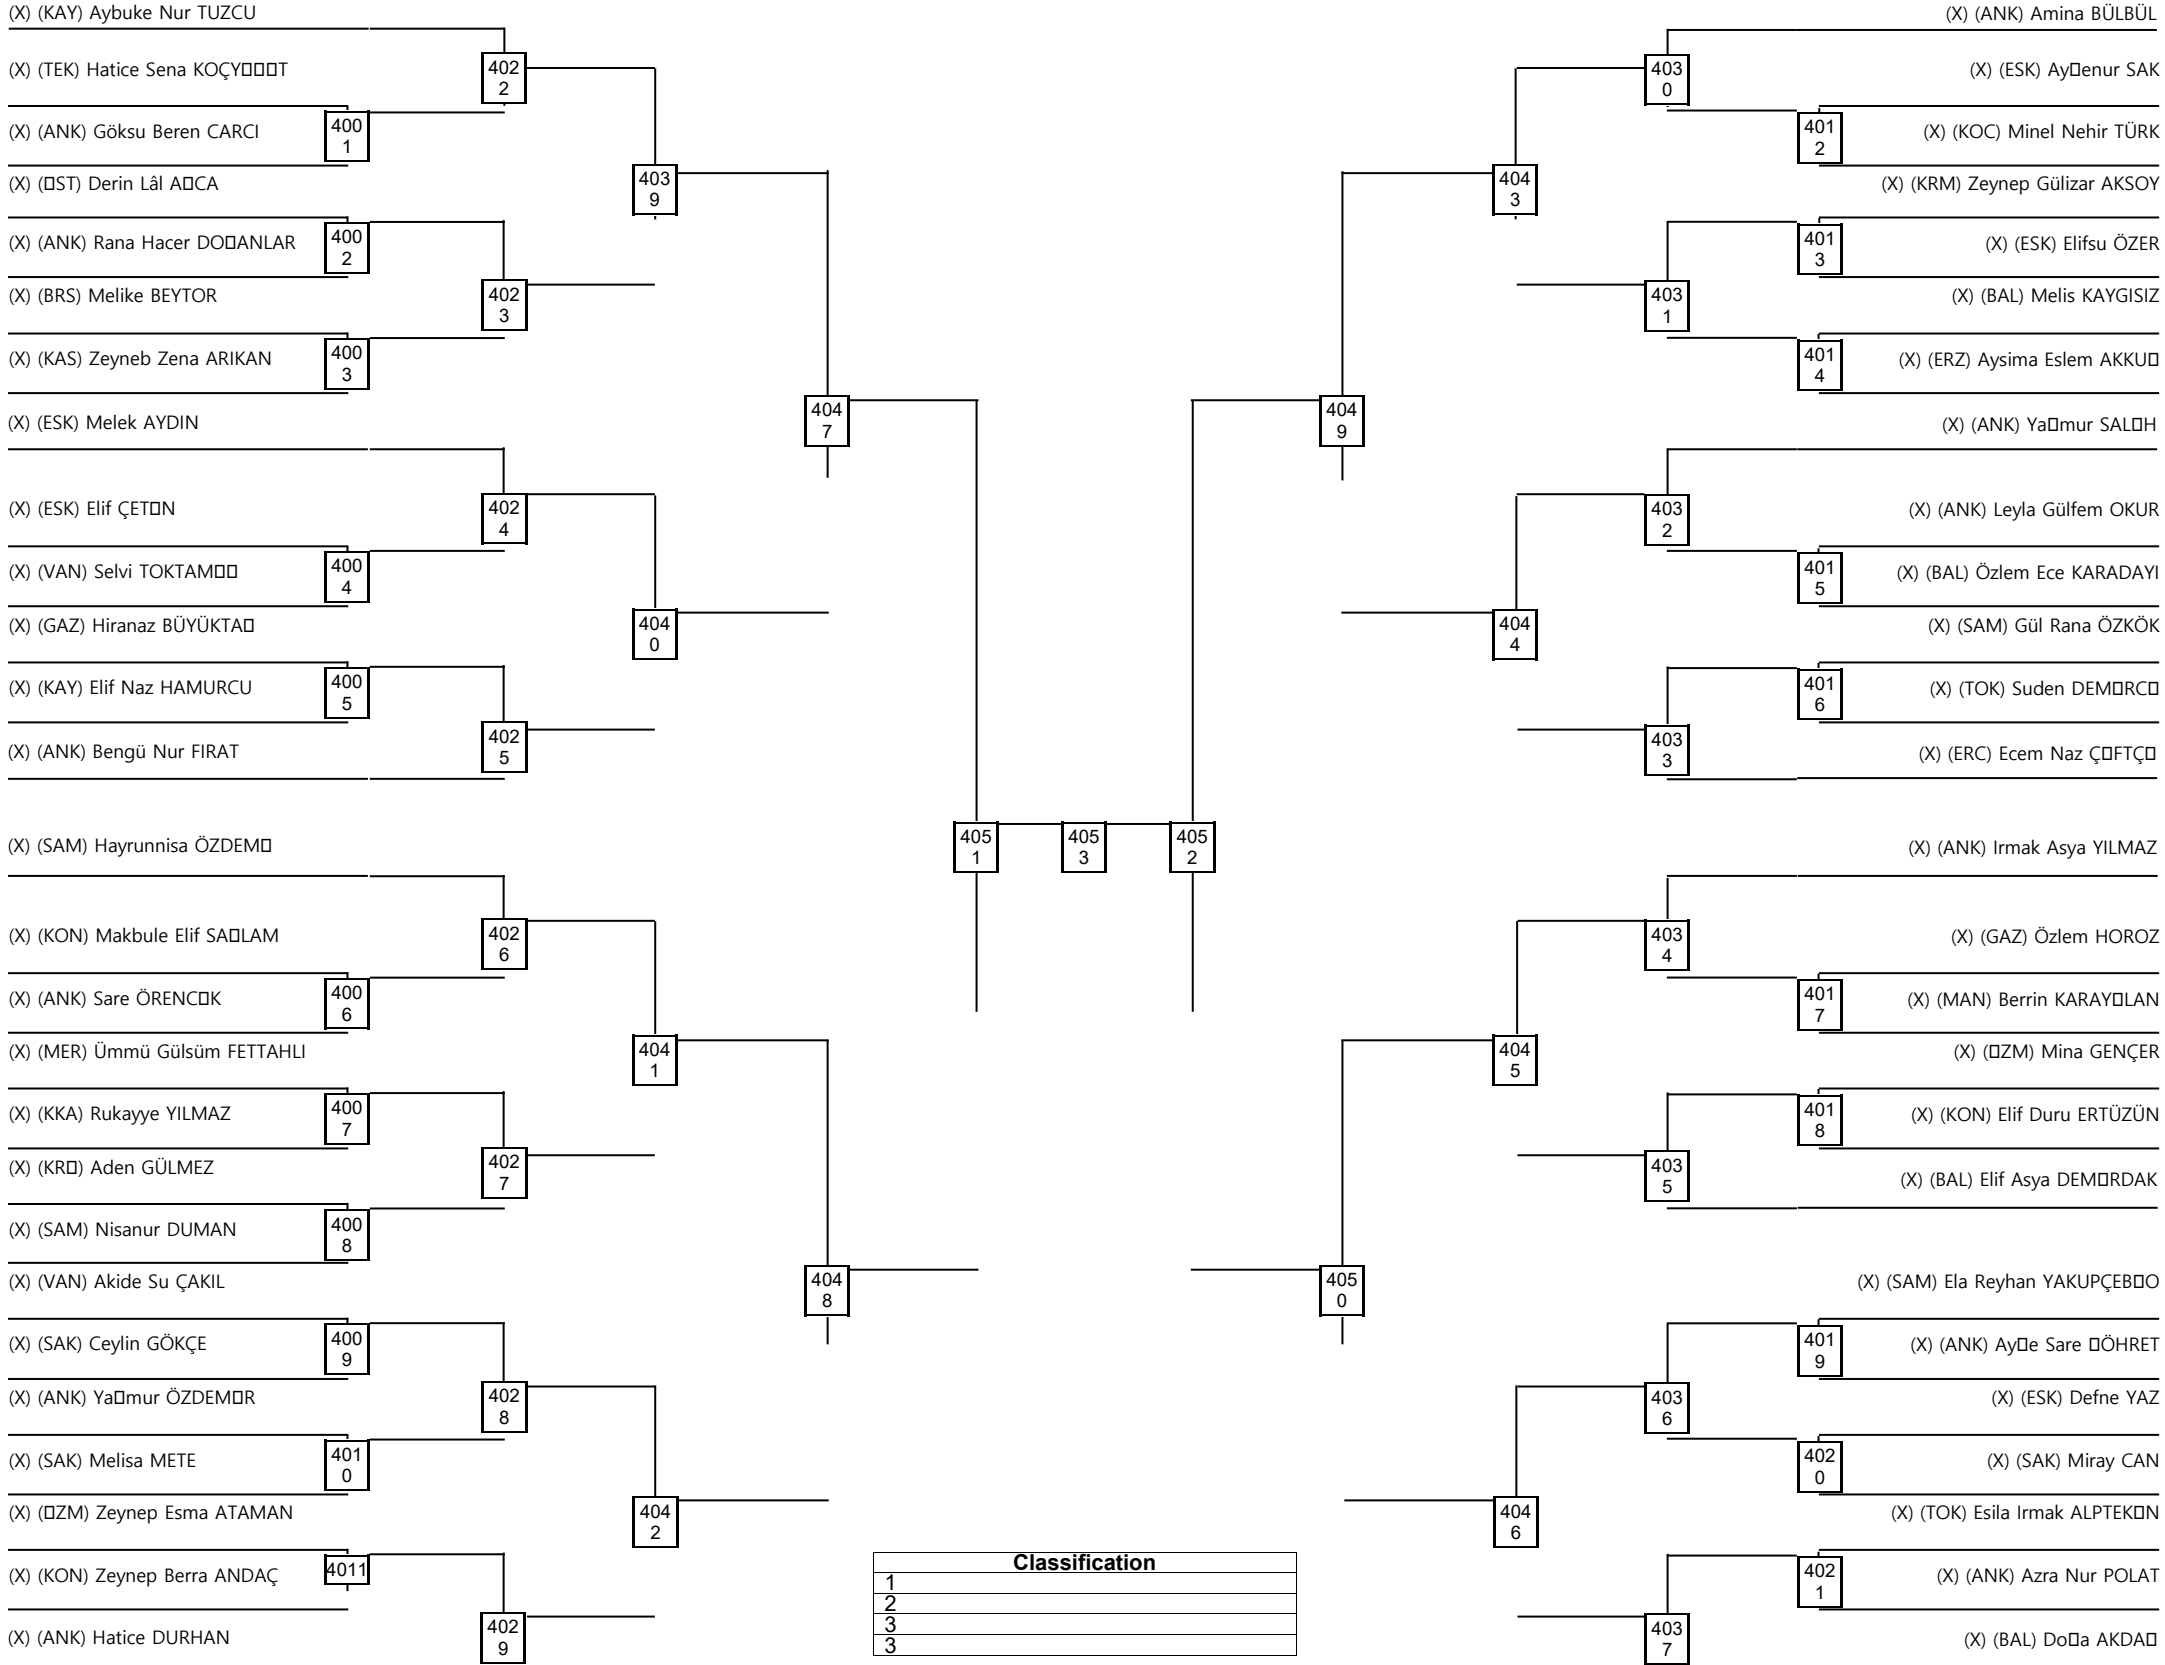 (X) (KAY) Aybuke Nur TUZCU
(X) (TEK) Hatice Sena KOÇY▯▯▯T
402
2
(X) (ANK) Göksu Beren CARCI
400
1
(X) (▯ST) Derin Lâl A▯CA
403
9
(X) (ANK) Rana Hacer DO▯ANLAR
400
2
(X) (BRS) Melike BEYTOR
402
3
(X) (KAS) Zeyneb Zena ARIKAN
400
3
(X) (ESK) Melek AYDIN
404
7
(X) (ESK) Elif ÇET▯N
402
4
(X) (VAN) Selvi TOKTAM▯▯
400
4
(X) (GAZ) Hiranaz BÜYÜKTA▯
404
0
(X) (KAY) Elif Naz HAMURCU
400
5
(X) (ANK) Bengü Nur FIRAT
402
5
(X) (SAM) Hayrunnisa ÖZDEM▯
(X) (KON) Makbule Elif SA▯LAM
402
6
(X) (ANK) Sare ÖRENC▯K
400
6
(X) (MER) Ümmü Gülsüm FETTAHLI
404
1
(X) (KKA) Rukayye YILMAZ
400
7
(X) (KR▯) Aden GÜLMEZ
402
7
(X) (SAM) Nisanur DUMAN
400
8
(X) (VAN) Akide Su ÇAKIL
404
8
(X) (SAK) Ceylin GÖKÇE
400
9
(X) (ANK) Ya▯mur ÖZDEM▯R
402
8
(X) (SAK) Melisa METE
401
0
(X) (▯ZM) Zeynep Esma ATAMAN
404
2
(X) (KON) Zeynep Berra ANDAÇ
4011
(X) (ANK) Hatice DURHAN
402
9
405
1
405
3
405
2
Classification
1
2
3
3
(X) (ANK) Amina BÜLBÜL
403
0
(X) (ESK) Ay▯enur SAK
401
2
(X) (KOC) Minel Nehir TÜRK
404
3
(X) (KRM) Zeynep Gülizar AKSOY
401
3
(X) (ESK) Elifsu ÖZER
403
1
(X) (BAL) Melis KAYGISIZ
401
4
(X) (ERZ) Aysima Eslem AKKU▯
404
9
(X) (ANK) Ya▯mur SAL▯H
403
2
(X) (ANK) Leyla Gülfem OKUR
401
5
(X) (BAL) Özlem Ece KARADAYI
404
4
(X) (SAM) Gül Rana ÖZKÖK
401
6
(X) (TOK) Suden DEM▯RC▯
403
3
(X) (ERC) Ecem Naz Ç▯FTÇ▯
(X) (ANK) Irmak Asya YILMAZ
403
4
(X) (GAZ) Özlem HOROZ
401
7
(X) (MAN) Berrin KARAY▯LAN
404
5
(X) (▯ZM) Mina GENÇER
401
8
(X) (KON) Elif Duru ERTÜZÜN
403
5
(X) (BAL) Elif Asya DEM▯RDAK
405
0
(X) (SAM) Ela Reyhan YAKUPÇEB▯O
401
9
(X) (ANK) Ay▯e Sare ▯ÖHRET
403
6
(X) (ESK) Defne YAZ
402
0
(X) (SAK) Miray CAN
404
6
(X) (TOK) Esila Irmak ALPTEK▯N
402
1
(X) (ANK) Azra Nur POLAT
403
7
(X) (BAL) Do▯a AKDA▯